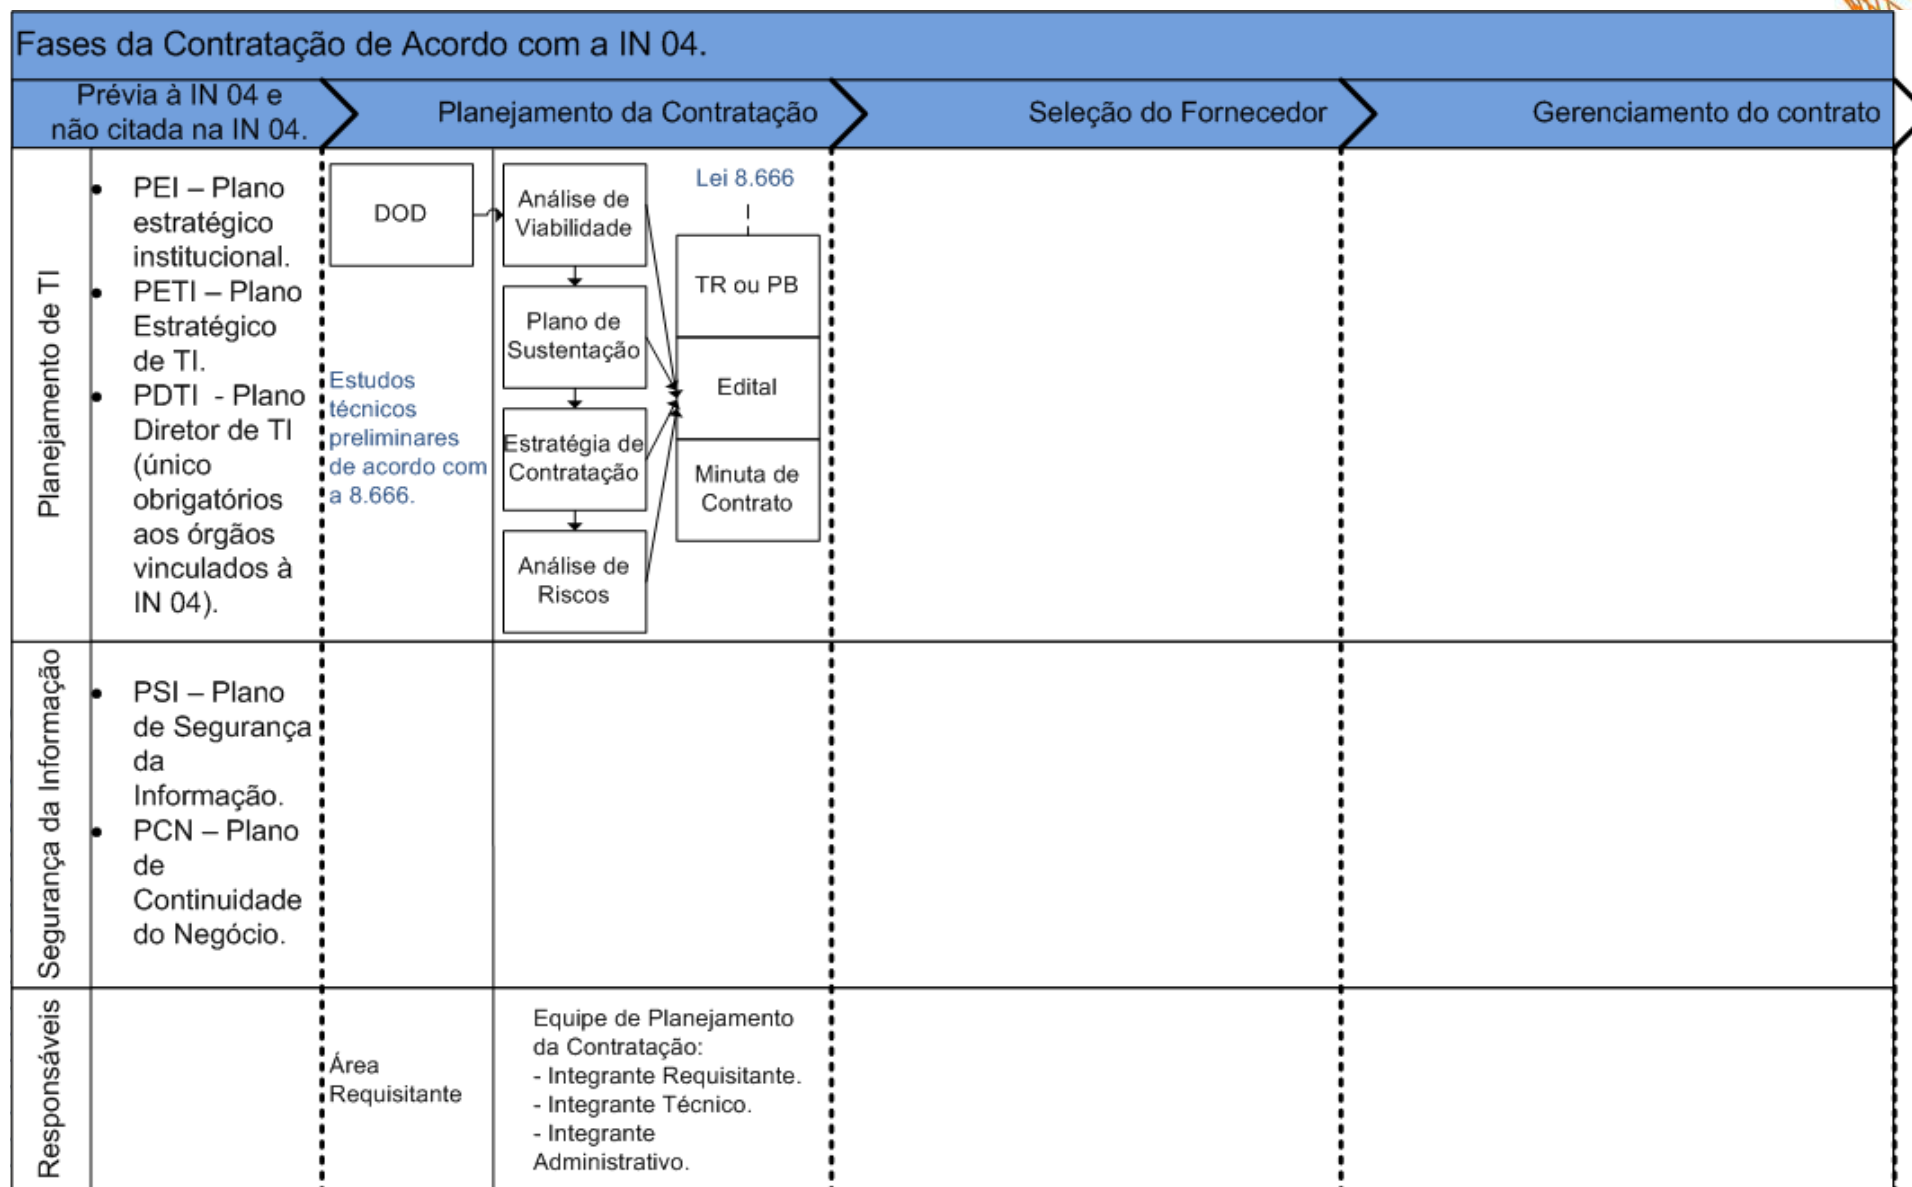 Fases da Contratação de Acordo com a IN 04.
Prévia à IN 04 e
não citada na IN 04.
Planejamento da Contratação
Seleção do Fornecedor
Gerenciamento do contrato
Planejamento de TI
• PEI – Plano
estratégico
institucional.
• PETI – Plano
Estratégico
de TI.
• PDTI - Plano
Diretor de TI
(único
obrigatórios
aos órgãos
vinculados à
IN 04).
DOD
Estudos
técnicos
preliminares
de acordo com
a 8.666.
Análise de
Viabilidade
Plano de
Sustentação
Estratégia de
Contratação
Análise de
Riscos
Lei 8.666
TR ou PB
Edital
Minuta de
Contrato
Segurança da Informação
• PSI – Plano
de Segurança
da
Informação.
• PCN – Plano
de
Continuidade
do Negócio.
Responsáveis
Área
Requisitante
Equipe de Planejamento
da Contratação:
- Integrante Requisitante.
- Integrante Técnico.
- Integrante
Administrativo.